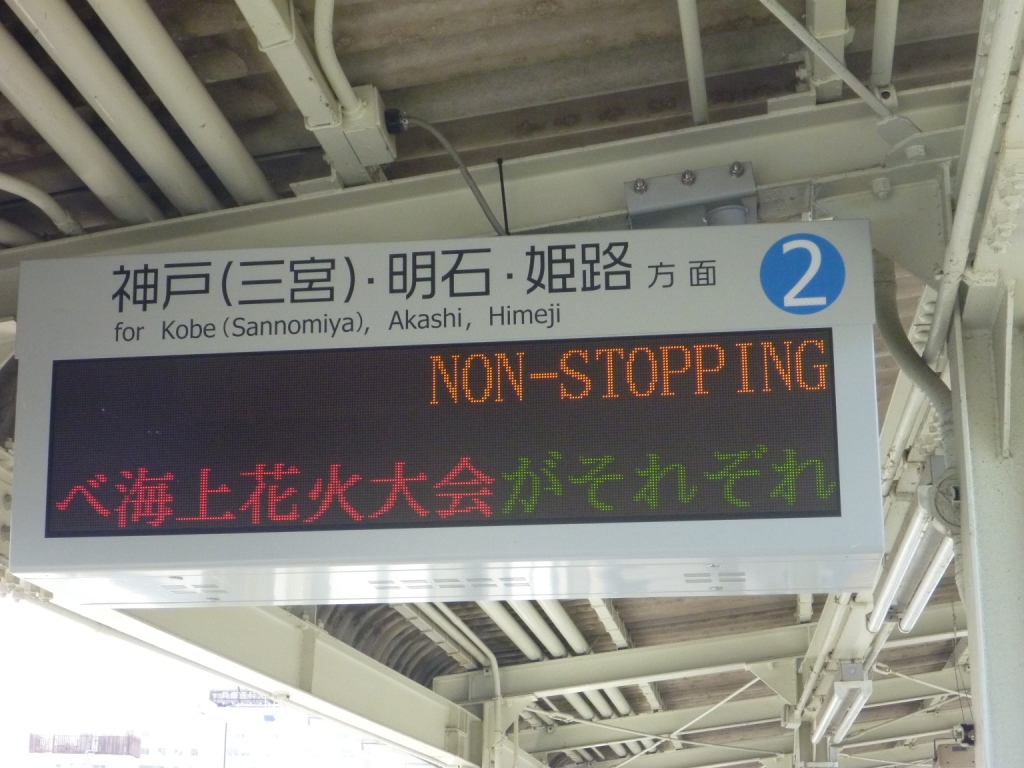 神戸(三宮)・明石・姫路 方面 2
for Kobe(Sannomiya), Akashi, Himeji
NON-STOPPING
べ海上花火大会がそれぞれ